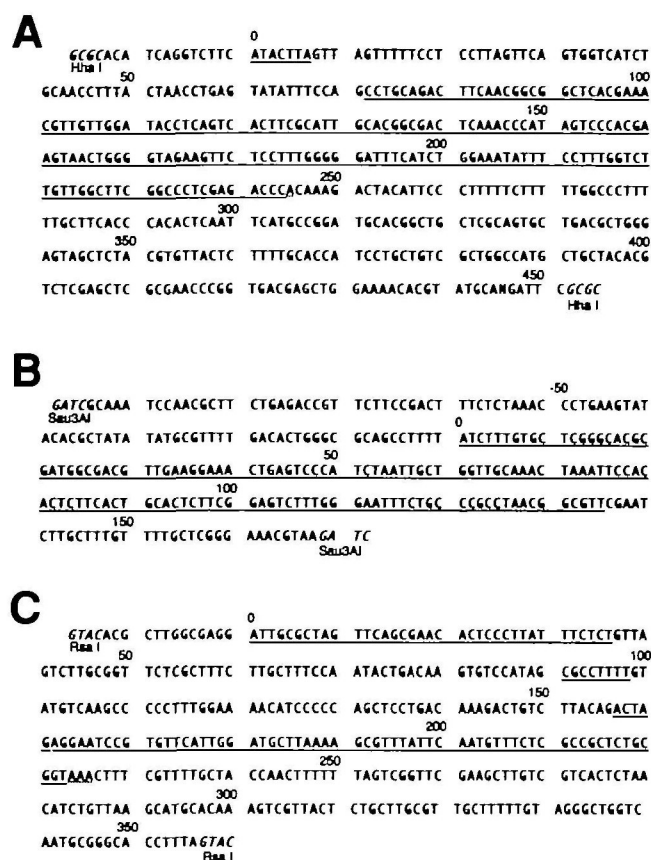 A
0
GCGCACA TCAGGTCTTC ATACTTAGTT AGTTTTTCCT CCTTAGTTCA GTGGTCATCT
Hha I 50 100
GCAACCTTTA CTAACCTGAG TATATTTCCA GCCTGCAGAC TTCAACGGCG GCTCACGAAA
150
CGTTGTTGGA TACCTCAGTC ACTTCGCATT GCACGGCGAC TCAAACCCAT AGTCCCACGA
200
AGTAACTGGG GTAGAAGTTC TCCTTTGGGG GATTTCATCT GGAAATATTT CCTTTGGTCT
250
TGTTGGCTTC GGCCCTCGAG ACCCACAAAG ACTACATTCC CTTTTTCTTT TTGGCCCTTT
300
TTGCTTCACC CACACTCAAT TCATGCCGGA TGCACGGCTG CTCGCAGTGC TGACGCTGGG
350 400
AGTAGCTCTA CGTGTTACTC TTTTGCACCA TCCTGCTGTC GCTGGCCATG CTGCTACACG
450
TCTCGAGCTC GCGAACCCGG TGACGAGCTG GAAAACACGT ATGCANGATT CGCGC
Hha I
B
-50
GATCGCAAA TCCAACGCTT CTGAGACCGT TCTTCCGACT TTCTCTAAAC CCTGAAGTAT
Sau3AI 0
ACACGCTATA TATGCGTTTT GACACTGGGC GCAGCCTTTT ATCTTTGTGC TCGGGCACGC
50
GATGGCGACG TTGAAGGAAA CTGAGTCCCA TCTAATTGCT GGTTGCAAAC TAAATTCCAC
100
ACTCTTCACT GCACTCTTCG GAGTCTTTGG GAATTTCTGC CCGCCTAACG GCGTTCGAAT
150
CTTGCTTTGT TTTGCTCGGG AAACGTAAGA TC
Sau3AI
C
0
GTACACG CTTGGCGAGG ATTGCGCTAG TTCAGCGAAC ACTCCCTTAT TTCTCTGTTA
Rsa I 50 100
GTCTTGCGGT TCTCGCTTTC TTGCTTTCCA ATACTGACAA GTGTCCATAG CGCCTTTTGT
150
ATGTCAAGCC CCCTTTGGAA AACATCCCCC AGCTCCTGAC AAAGACTGTC TTACAGACTA
200
GAGGAATCCG TGTTCATTGG ATGCTTAAAA GCGTTTATTC AATGTTTCTC GCCGCTCTGC
250
GGTAAACTTT CGTTTTGCTA CCAACTTTTT TAGTCGGTTC GAAGCTTGTC GTCACTCTAA
300
CATCTGTTAA GCATGCACAA AGTCGTTACT CTGCTTGCGT TGCTTTTTGT AGGGCTGGTC
350
AATGCGGGCA CCTTTAGTAC
Rsa I